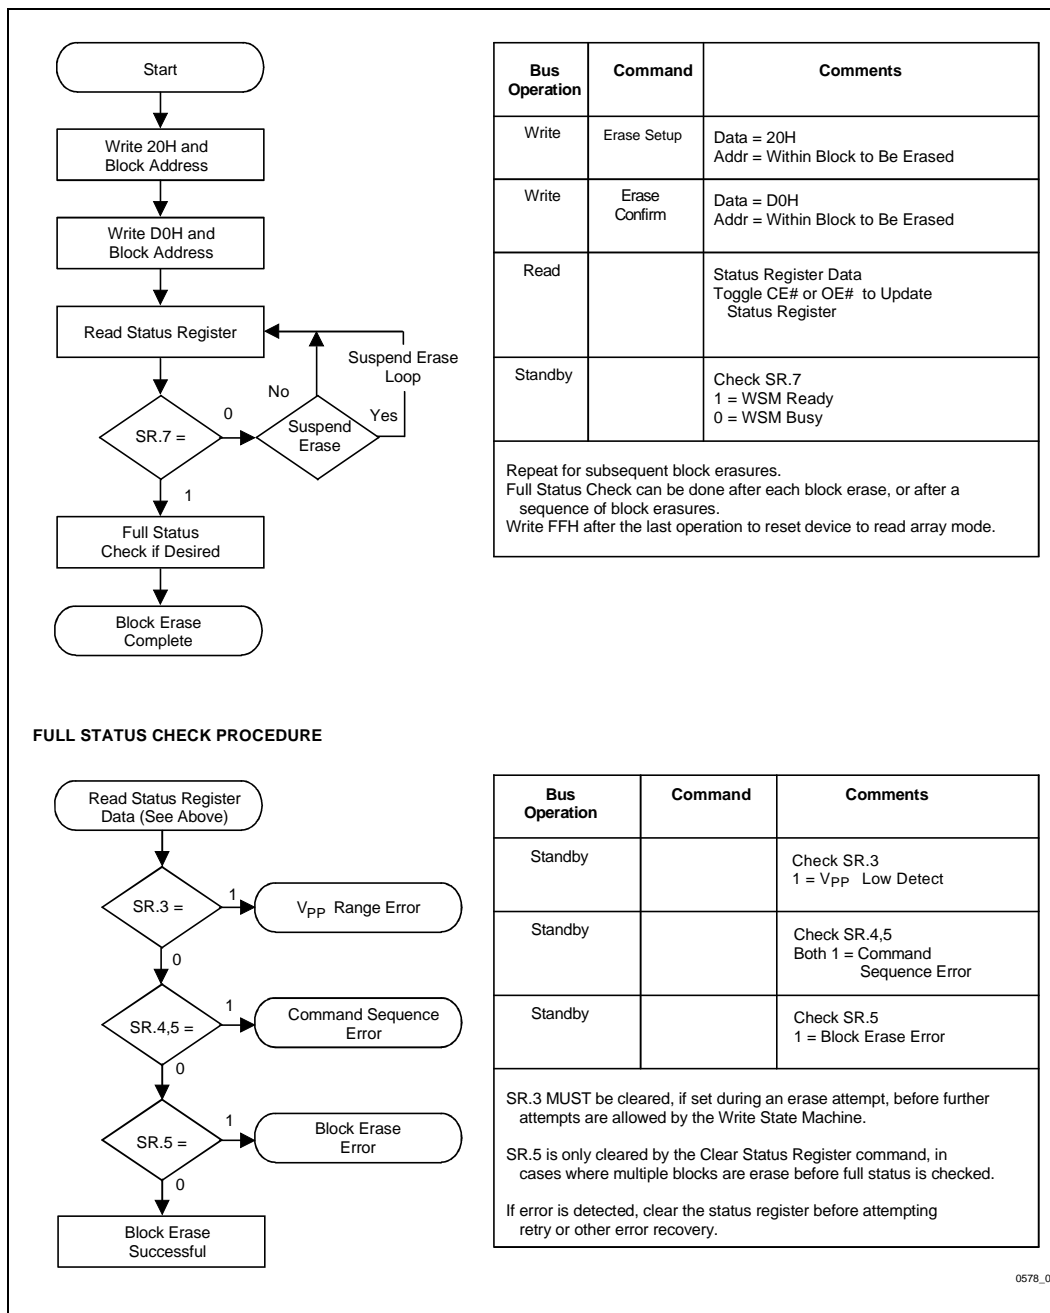 Start
Write 20H and
Block Address
Write D0H and
Block Address
Read Status Register
Suspend Erase
Loop
No
Yes
0
SR.7 =
Suspend
Erase
1
Full Status
Check if Desired
Block Erase
Complete
Bus
Operation
Command
Comments
Write
Erase Setup
Data = 20H
Addr = Within Block to Be Erased
Write
Erase
Confirm
Data = D0H
Addr = Within Block to Be Erased
Read
Status Register Data
Toggle CE# or OE# to Update
Status Register
Standby
Check SR.7
1 = WSM Ready
0 = WSM Busy
Repeat for subsequent block erasures.
Full Status Check can be done after each block erase, or after a
sequence of block erasures.
Write FFH after the last operation to reset device to read array mode.
FULL STATUS CHECK PROCEDURE
Read Status Register
Data (See Above)
SR.3 =
1
VPP Range Error
0
SR.4,5 =
1
Command Sequence
Error
0
SR.5 =
1
Block Erase
Error
0
Block Erase
Successful
Bus
Operation
Command
Comments
Standby
Check SR.3
1 = VPP Low Detect
Standby
Check SR.4,5
Both 1 = Command
Sequence Error
Standby
Check SR.5
1 = Block Erase Error
SR.3 MUST be cleared, if set during an erase attempt, before further
attempts are allowed by the Write State Machine.
SR.5 is only cleared by the Clear Status Register command, in
cases where multiple blocks are erase before full status is checked.
If error is detected, clear the status register before attempting
retry or other error recovery.
0578_0